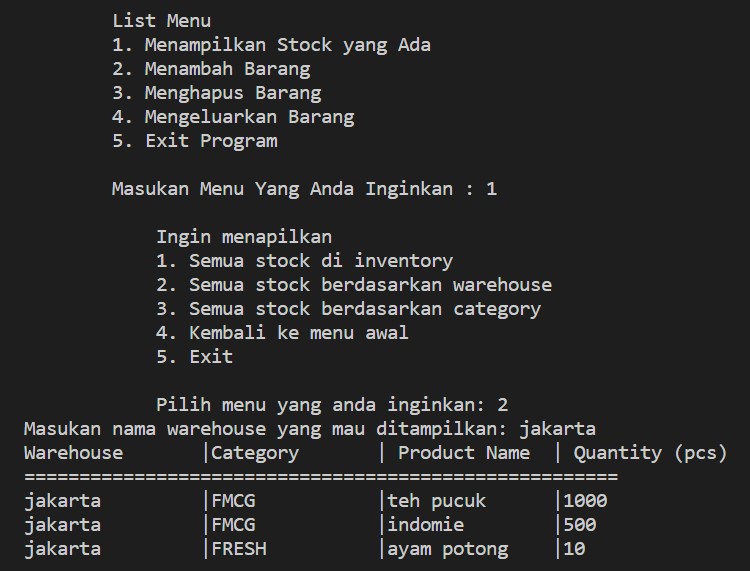 List Menu
1. Menampilkan Stock yang Ada
2. Menambah Barang
3. Menghapus Barang
4. Mengeluarkan Barang
5. Exit Program
Masukan Menu Yang Anda Inginkan : 1
Ingin menapilkan
1. Semua stock di inventory
2. Semua stock berdasarkan warehouse
3. Semua stock berdasarkan category
4. Kembali ke menu awal
5. Exit
Pilih menu yang anda inginkan: 2
Masukan nama warehouse yang mau ditampilkan: jakarta
Warehouse |Category | Product Name | Quantity (pcs)
======================================================
jakarta |FMCG |teh pucuk |1000
jakarta |FMCG |indomie |500
jakarta |FRESH |ayam potong |10